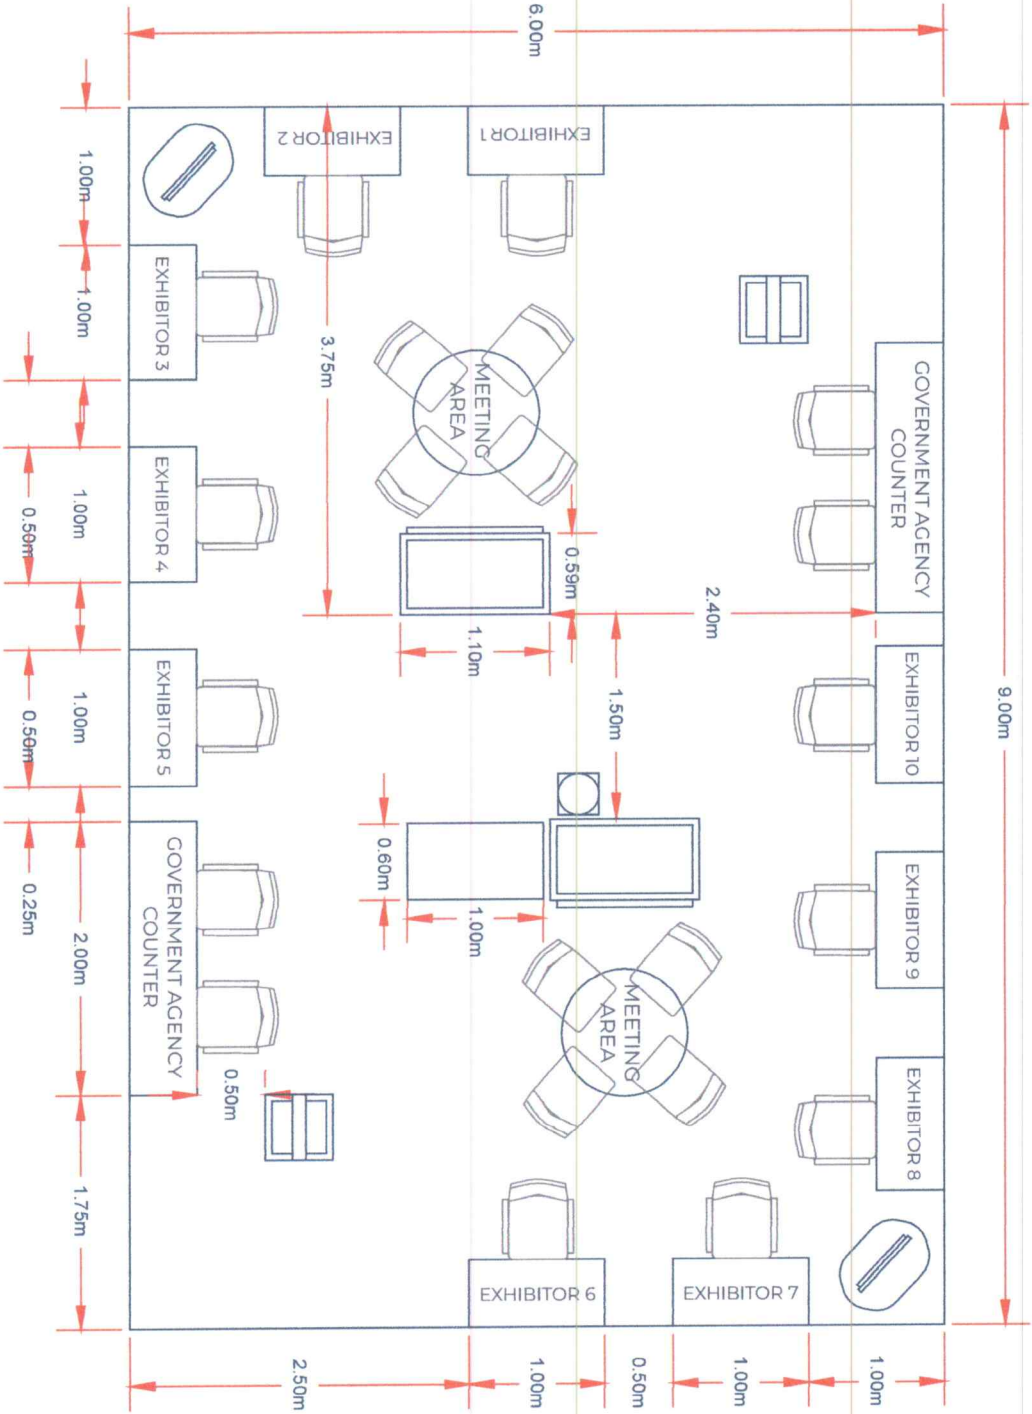 9.00m
GOVERNMENT AGENCY
COUNTER
EXHIBITOR 10
EXHIBITOR 9
EXHIBITOR 8
1.00m
2.40m
EXHIBITOR 7
1.00m
0.50m
MEETING
AREA
1.50m
0.59m
6.00m
EXHIBITOR 1
EXHIBITOR 6
1.00m
MEETING
AREA
1.10m
1.00m
0.60m
EXHIBITOR 2
3.75m
2.50m
0.50m
EXHIBITOR 3
EXHIBITOR 4
EXHIBITOR 5
GOVERNMENT AGENCY
COUNTER
1.00m
1.00m
1.00m
1.00m
2.00m
1.75m
0.50m
0.50m
0.25m